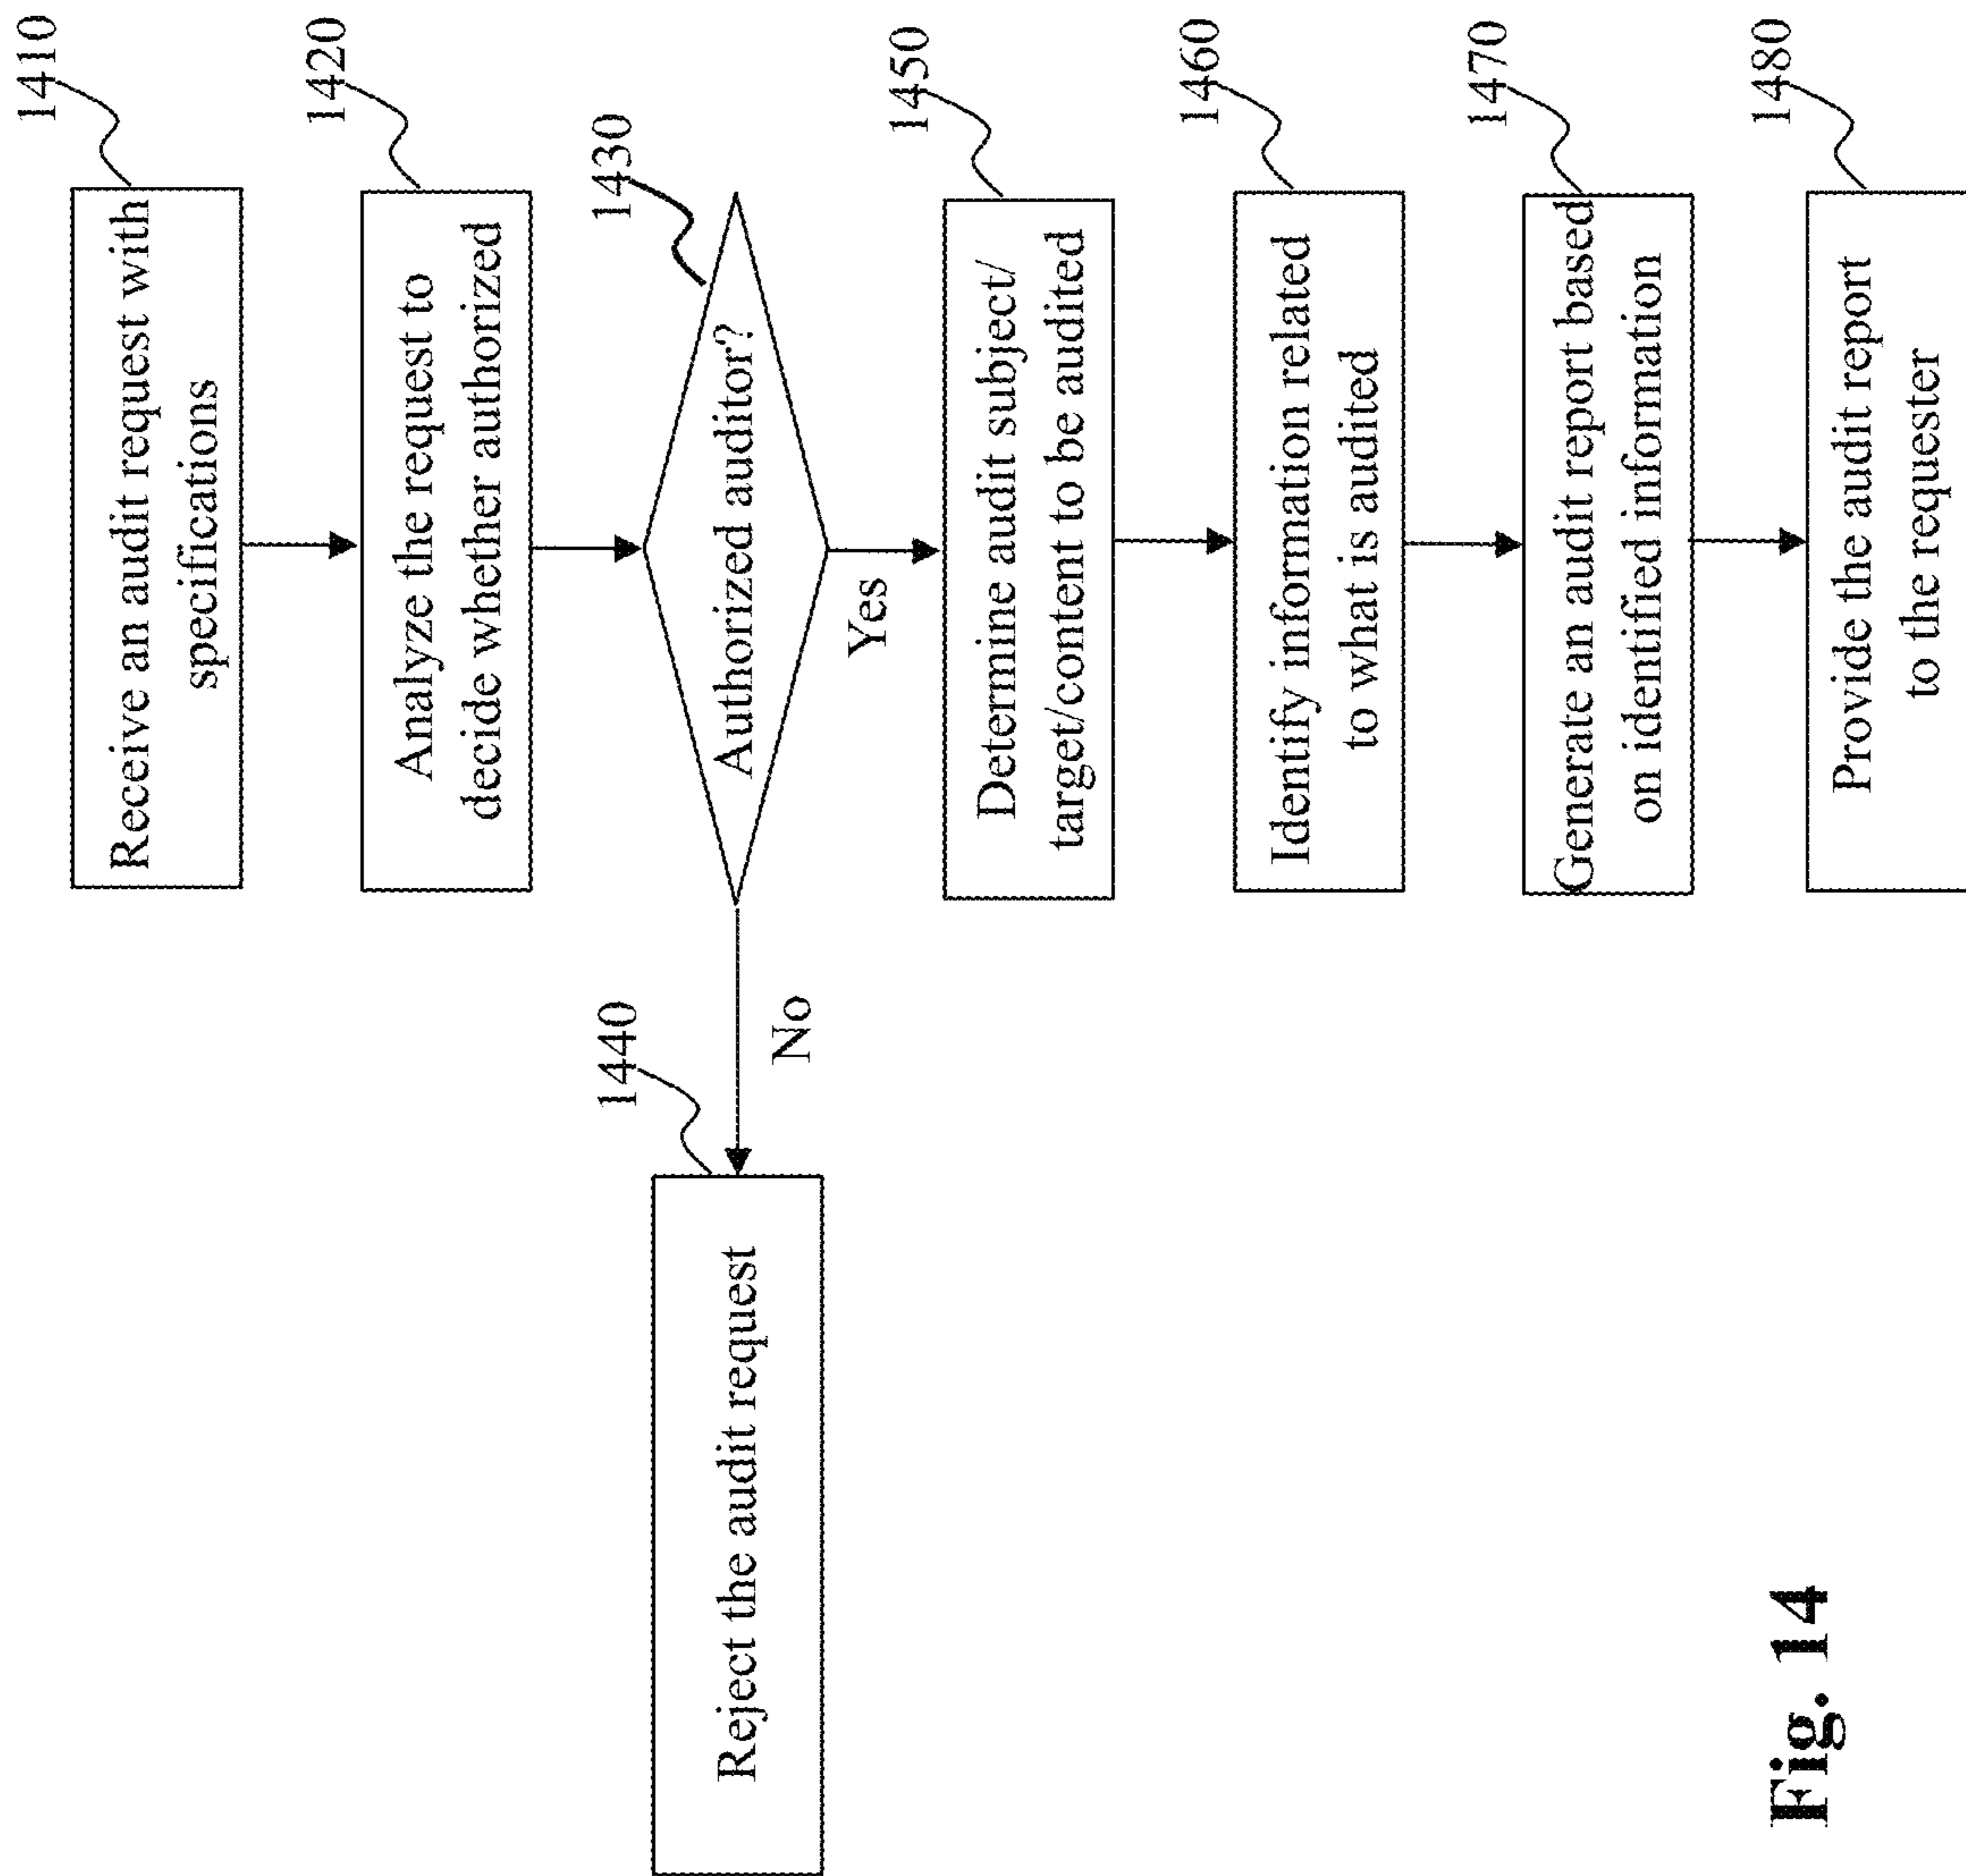 1410
Receive an audit request with
specifications
1420
Analyze the request to
decide whether authorized
1430
Authorized auditor?
1440
No
Reject the audit request
Yes
1450
Determine audit subject/
target/content to be audited
1460
Identify information related
to what is audited
1470
Generate an audit report based
on identified information
1480
Provide the audit report
to the requester
Fig. 14